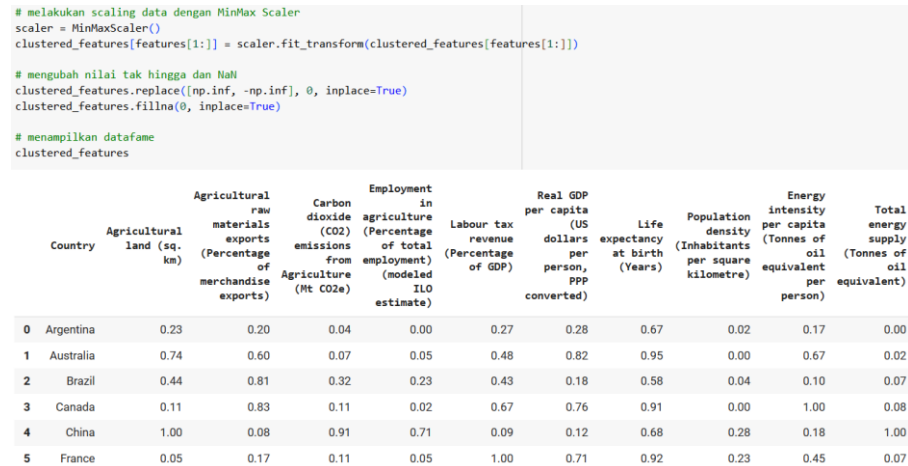 # melakukan scaling data dengan MinMax Scaler
scaler = MinMaxScaler()
clustered_features[features[1:]] = scaler.fit_transform(clustered_features[features[1:]])
# mengubah nilai tak hingga dan NaN
clustered_features.replace([np.inf, -np.inf], 0, inplace=True)
clustered_features.fillna(0, inplace=True)
# menampilkan datafame
clustered_features
Country Agricultural land (sq. km) Agricultural raw materials exports (Percentage of merchandise exports) Carbon dioxide (CO2) emissions from Agriculture (Mt CO2e) Employment in agriculture (Percentage of total employment) (modeled ILO estimate) Labour tax revenue (Percentage of GDP) Real GDP per capita (US dollars per person, PPP converted) Life expectancy at birth (Years) Population density (Inhabitants per square kilometre) Energy intensity per capita (Tonnes of oil equivalent per person) Total energy supply (Tonnes of oil equivalent)
0 Argentina 0.23 0.20 0.04 0.00 0.27 0.28 0.67 0.02 0.17 0.00
1 Australia 0.74 0.60 0.07 0.05 0.48 0.82 0.95 0.00 0.67 0.02
2 Brazil 0.44 0.81 0.32 0.23 0.43 0.18 0.58 0.04 0.10 0.07
3 Canada 0.11 0.83 0.11 0.02 0.67 0.76 0.91 0.00 1.00 0.08
4 China 1.00 0.08 0.91 0.71 0.09 0.12 0.68 0.28 0.18 1.00
5 France 0.05 0.17 0.11 0.05 1.00 0.71 0.92 0.23 0.45 0.07